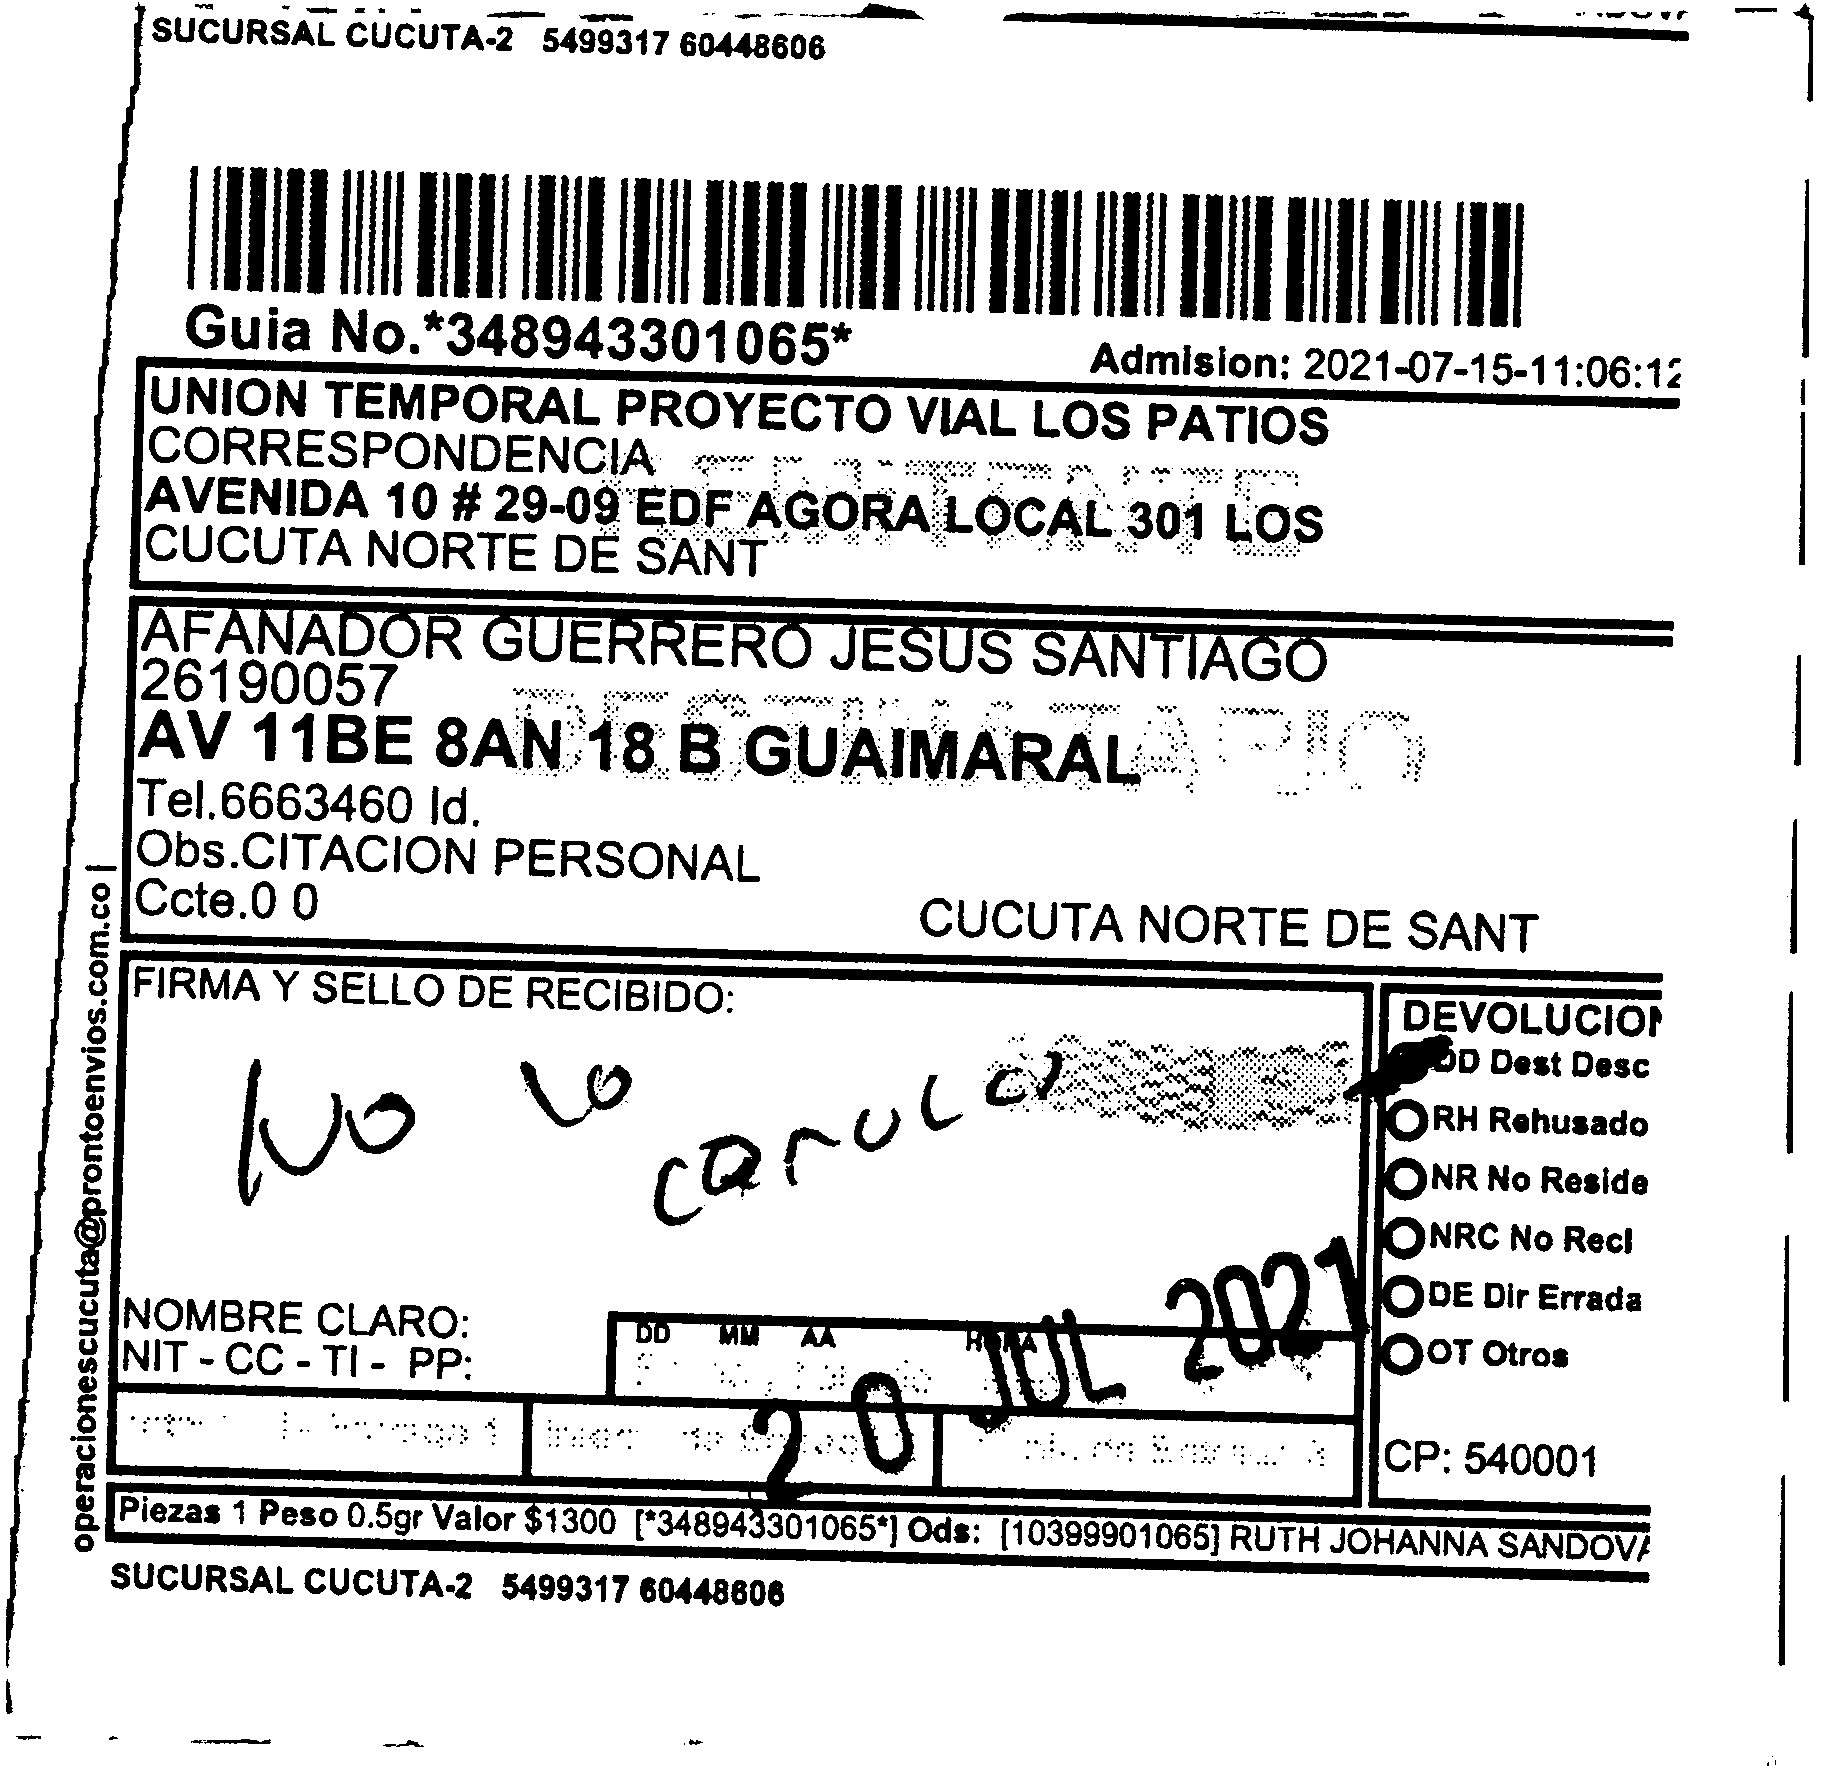 SUCURSAL CUCUTA-2 5499317 60448606
Guia No.*348943301065*
Admision: 2021-07-15-11:06:12
UNION TEMPORAL PROYECTO VIAL LOS PATIOS
CORRESPONDENCIA
AVENIDA 10 # 29-09 EDF AGORA LOCAL 301 LOS
CUCUTA NORTE DE SANT
AFANADOR GUERRERO JESUS SANTIAGO
26190057
DESTINATARIO
AV 11BE 8AN 18 B GUAIMARAL
Tel.6663460 Id.
Obs.CITACION PERSONAL
Ccte.0 0
CUCUTA NORTE DE SANT
operacionescucuta@prontoenvios.com.co |
FIRMA Y SELLO DE RECIBIDO:
No lo
DEVOLUCION
DD Dest Desc
RH Rehusado
NR No Reside
NRC No Recl
DE Dir Errada
OT Otros
NOMBRE CLARO:
NIT - CC - TI - PP:
DD MM AA HORA
20 JUL 2021
CP: 540001
Piezas 1 Peso 0.5gr Valor $1300 [*348943301065*] Ods: [10399901065] RUTH JOHANNA SANDOVA
SUCURSAL CUCUTA-2 5499317 60448606